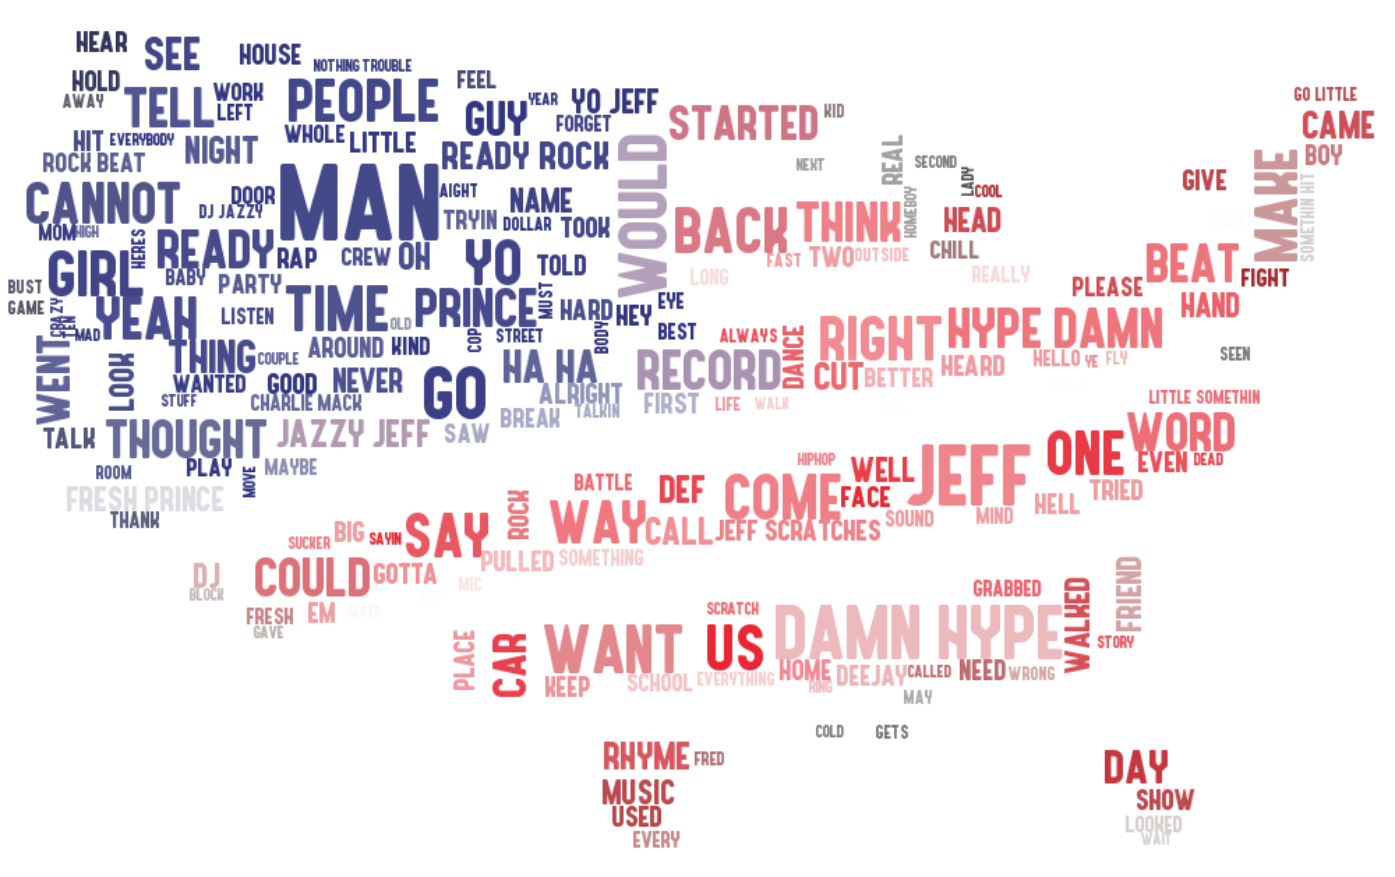 HEAR
SEE
HOUSE
NOTHING TROUBLE
HOLD
AWAY
TELL
WORK
LEFT
PEOPLE
FEEL
GUY
YEAR
YO JEFF
FORGET
STARTED
KID
GO LITTLE
CAME
BOY
HIT
EVERYBODY
ROCK BEAT
NIGHT
WHOLE
LITTLE
READY ROCK
WOULD
NEXT
REAL
SECOND
LADY
COOL
HOMEBOY
GIVE
MAKE
SOMETHIN HIT
CANNOT
DOOR
DJ JAZZY
MAN
AIGHT
NAME
TRYIN
DOLLAR
TOOK
BACK
THINK
HEAD
MOM
HIGH
HERES
READY
RAP
CREW
OH
YO
TOLD
FAST
TWO
OUTSIDE
CHILL
BEAT
FIGHT
GIRL
BABY
PARTY
LONG
REALLY
PLEASE
HAND
BUST
GAME
CRAZY
TEN
MAD
YEAH
LISTEN
TIME
OLD
PRINCE
MUST
HARD
HEY
EYE
BEST
ALWAYS
DANCE
RIGHT
HYPE DAMN
WENT
LOOK
THING
COUPLE
AROUND
KIND
COP
STREET
BODY
HA HA
RECORD
CUT
BETTER
HEARD
HELLO
YE
FLY
SEEN
WANTED
GOOD
NEVER
GO
ALRIGHT
TALKIN
FIRST
LIFE
WALK
LITTLE SOMETHIN
STUFF
CHARLIE MACK
BREAK
TALK
THOUGHT
JAZZY JEFF
SAW
ONE
WORD
ROOM
PLAY
MOVE
MAYBE
HIPHOP
WELL
JEFF
EVEN
DEAD
FRESH PRINCE
THANK
BATTLE
DEF
COME
FACE
HELL
TRIED
SUCKER
BIG
SAYIN
SAY
ROCK
WAY
CALL
JEFF SCRATCHES
SOUND
MIND
DJ
BLOCK
COULD
GOTTA
PULLED
SOMETHING
MIC
FRESH
GAVE
EM
SLEEP
SCRATCH
GRABBED
WALKED
FRIEND
PLACE
CAR
WANT
US
DAMN HYPE
STORY
KEEP
SCHOOL
EVERYTHING
HOME
RING
DEEJAY
CALLED
NEED
WRONG
MAY
COLD
GETS
RHYME
FRED
MUSIC
USED
EVERY
DAY
SHOW
LOOKED
WAIT